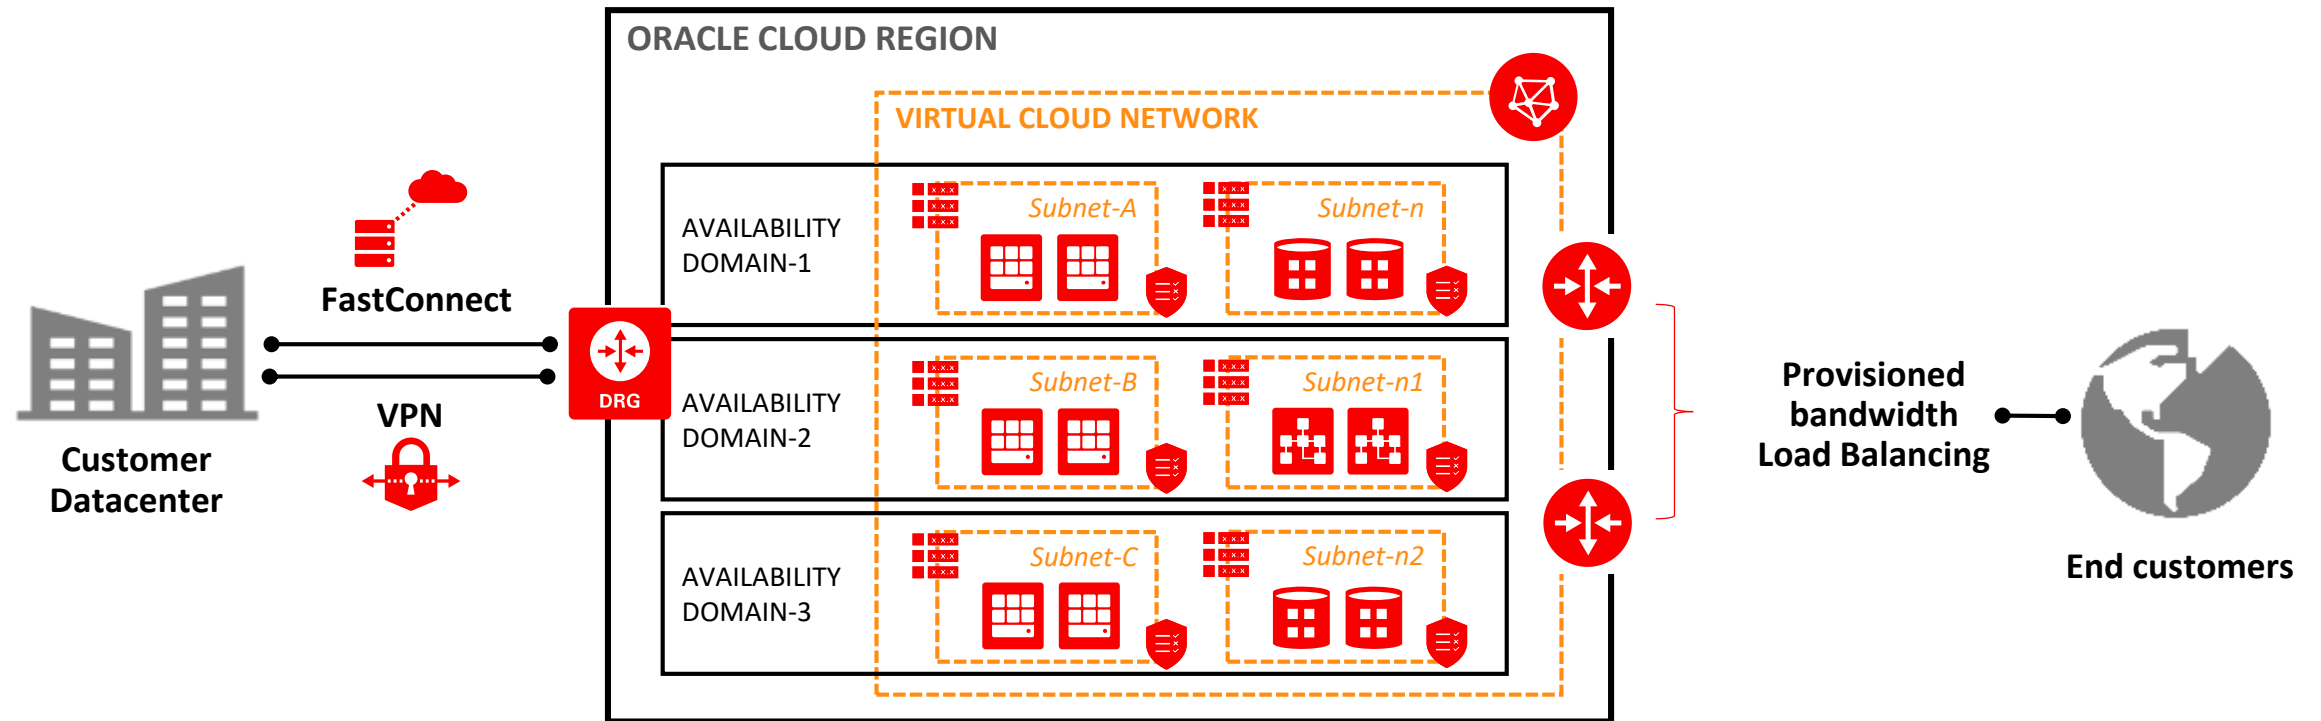 ORACLE CLOUD REGION
VIRTUAL CLOUD NETWORK
FastConnect
VPN
Customer
Datacenter
DRG
AVAILABILITY
DOMAIN-1
Subnet-A
Subnet-n
AVAILABILITY
DOMAIN-2
Subnet-B
Subnet-n1
AVAILABILITY
DOMAIN-3
Subnet-C
Subnet-n2
Provisioned
bandwidth
Load Balancing
End customers